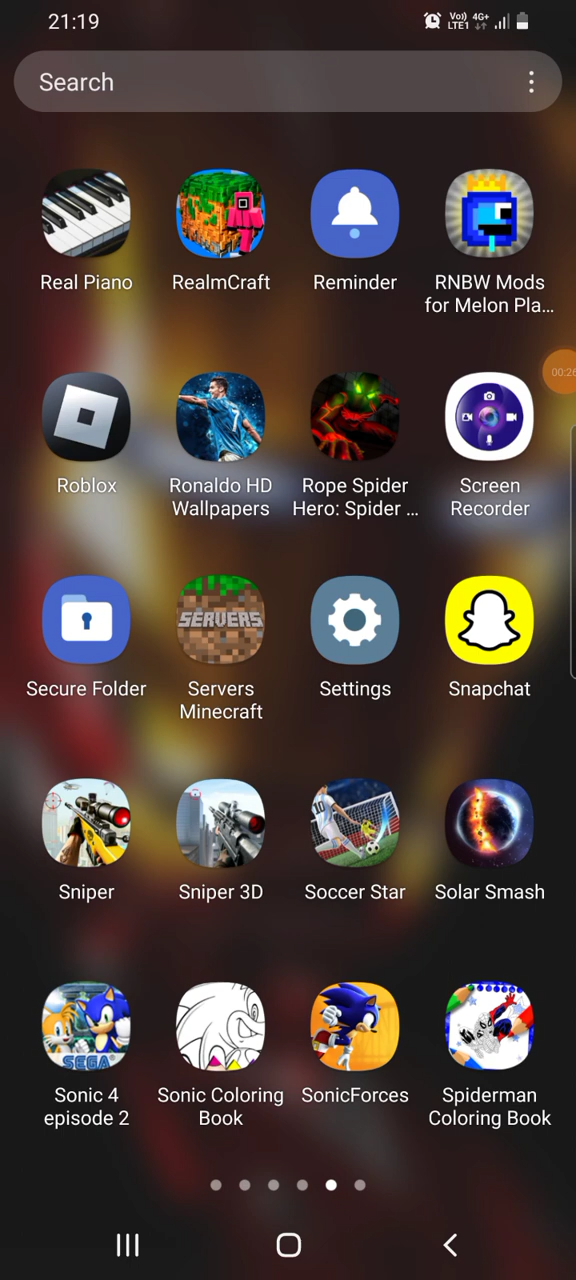 21:19
Vo)) 4G+
LTE1
Search
Real Piano
RealmCraft
Reminder
RNBW Mods
for Melon Pla...
00:26
Roblox
Ronaldo HD
Wallpapers
Rope Spider
Hero: Spider ...
Screen
Recorder
7
SERVERS
Secure Folder
Servers
Minecraft
Settings
Snapchat
10
Sniper
Sniper 3D
Soccer Star
Solar Smash
SEGA
Sonic 4
episode 2
Sonic Coloring
Book
SonicForces
Spiderman
Coloring Book